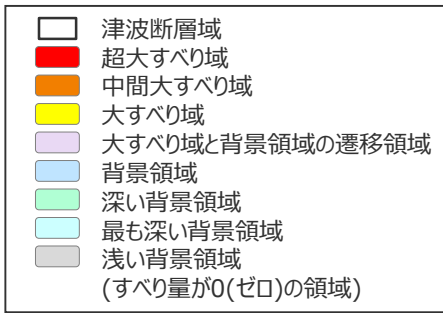 津波断層域
超大すべり域
中間大すべり域
大すべり域
大すべり域と背景領域の遷移領域
背景領域
深い背景領域
最も深い背景領域
浅い背景領域
(すべり量が0(ゼロ)の領域)